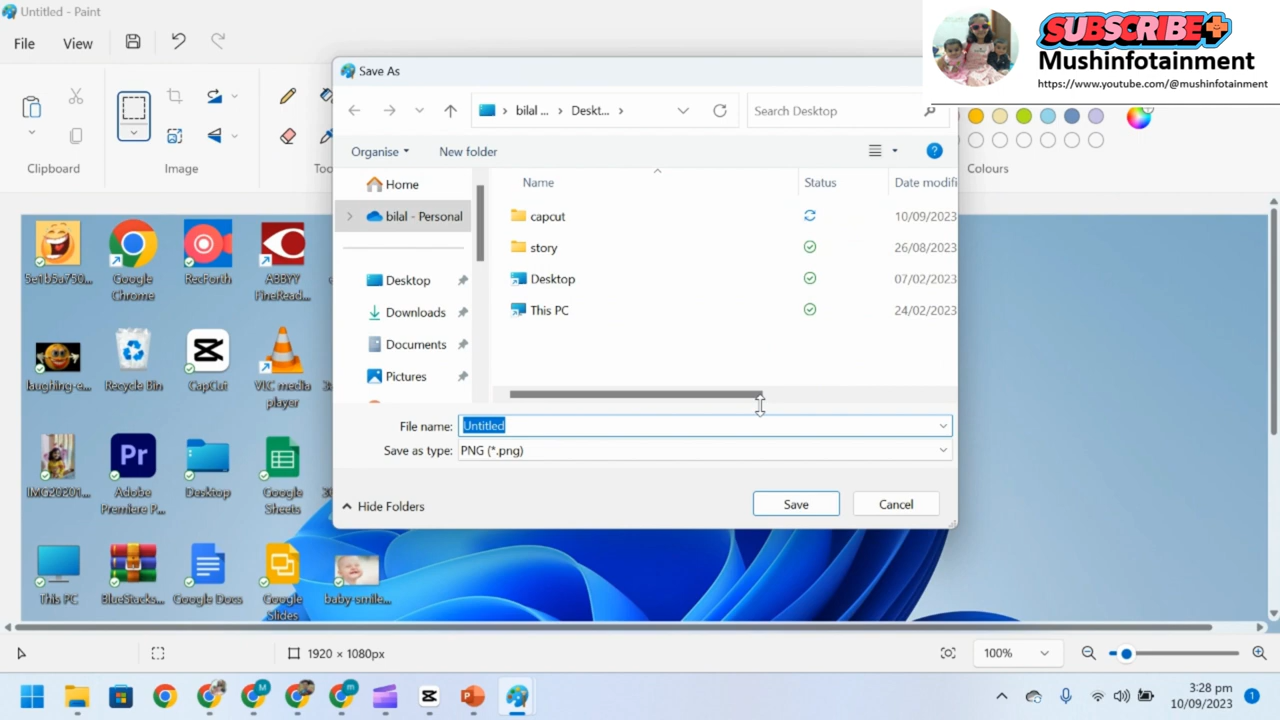 Untitled - Paint
SUBSCRIBE
Mushinfotainment
https://www.youtube.com/@mushinfotainment
File
View
Clipboard
Image
Too
Colours
Save As
bilal ...
Deskt...
Search Desktop
Organise
New folder
Home
bilal - Personal
Desktop
Downloads
Documents
Pictures
Name
Status
Date modifi
capcut
10/09/2023
story
26/08/2023
Desktop
07/02/2023
This PC
24/02/2023
File name:
Untitled
Save as type:
PNG (*.png)
Hide Folders
Save
Cancel
5e1b5a750...
Google
Chrome
RecForth
ABBYY
FineRead...
laughing-e...
Recycle Bin
CapCut
VLC media
player
IMG20201...
Adobe
Premiere P...
Desktop
Google
Sheets
This PC
BlueStacks...
Google Docs
Google
Slides
baby-smile...
1920 × 1080px
100%
3:28 pm
10/09/2023
1